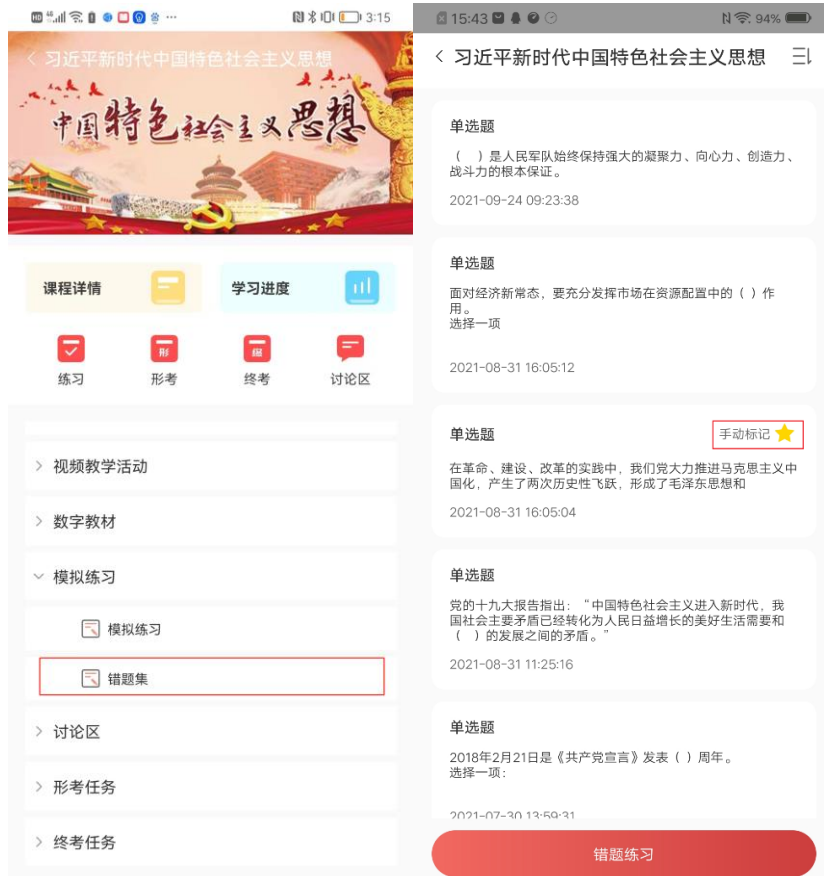 3:15
习近平新时代中国特色社会主义思想
中国特色社会主义思想
课程详情
学习进度
练习
形考
终考
讨论区
视频教学活动
数字教材
模拟练习
模拟练习
错题集
讨论区
形考任务
终考任务
15:43
94%
习近平新时代中国特色社会主义思想
单选题
（ ）是人民军队始终保持强大的凝聚力、向心力、创造力、
战斗力的根本保证。
2021-09-24 09:23:38
单选题
面对经济新常态，要充分发挥市场在资源配置中的（ ）作
用。
选择一项
2021-08-31 16:05:12
单选题
手动标记
在革命、建设、改革的实践中，我们党大力推进马克思主义中
国化，产生了两次历史性飞跃，形成了毛泽东思想和
2021-08-31 16:05:04
单选题
党的十九大报告指出：“中国特色社会主义进入新时代，我
国社会主要矛盾已经转化为人民日益增长的美好生活需要和
（ ）的发展之间的矛盾。”
2021-08-31 11:25:16
单选题
2018年2月21日是《共产党宣言》发表（ ）周年。
选择一项：
2021-07-30 13:59:31
错题练习